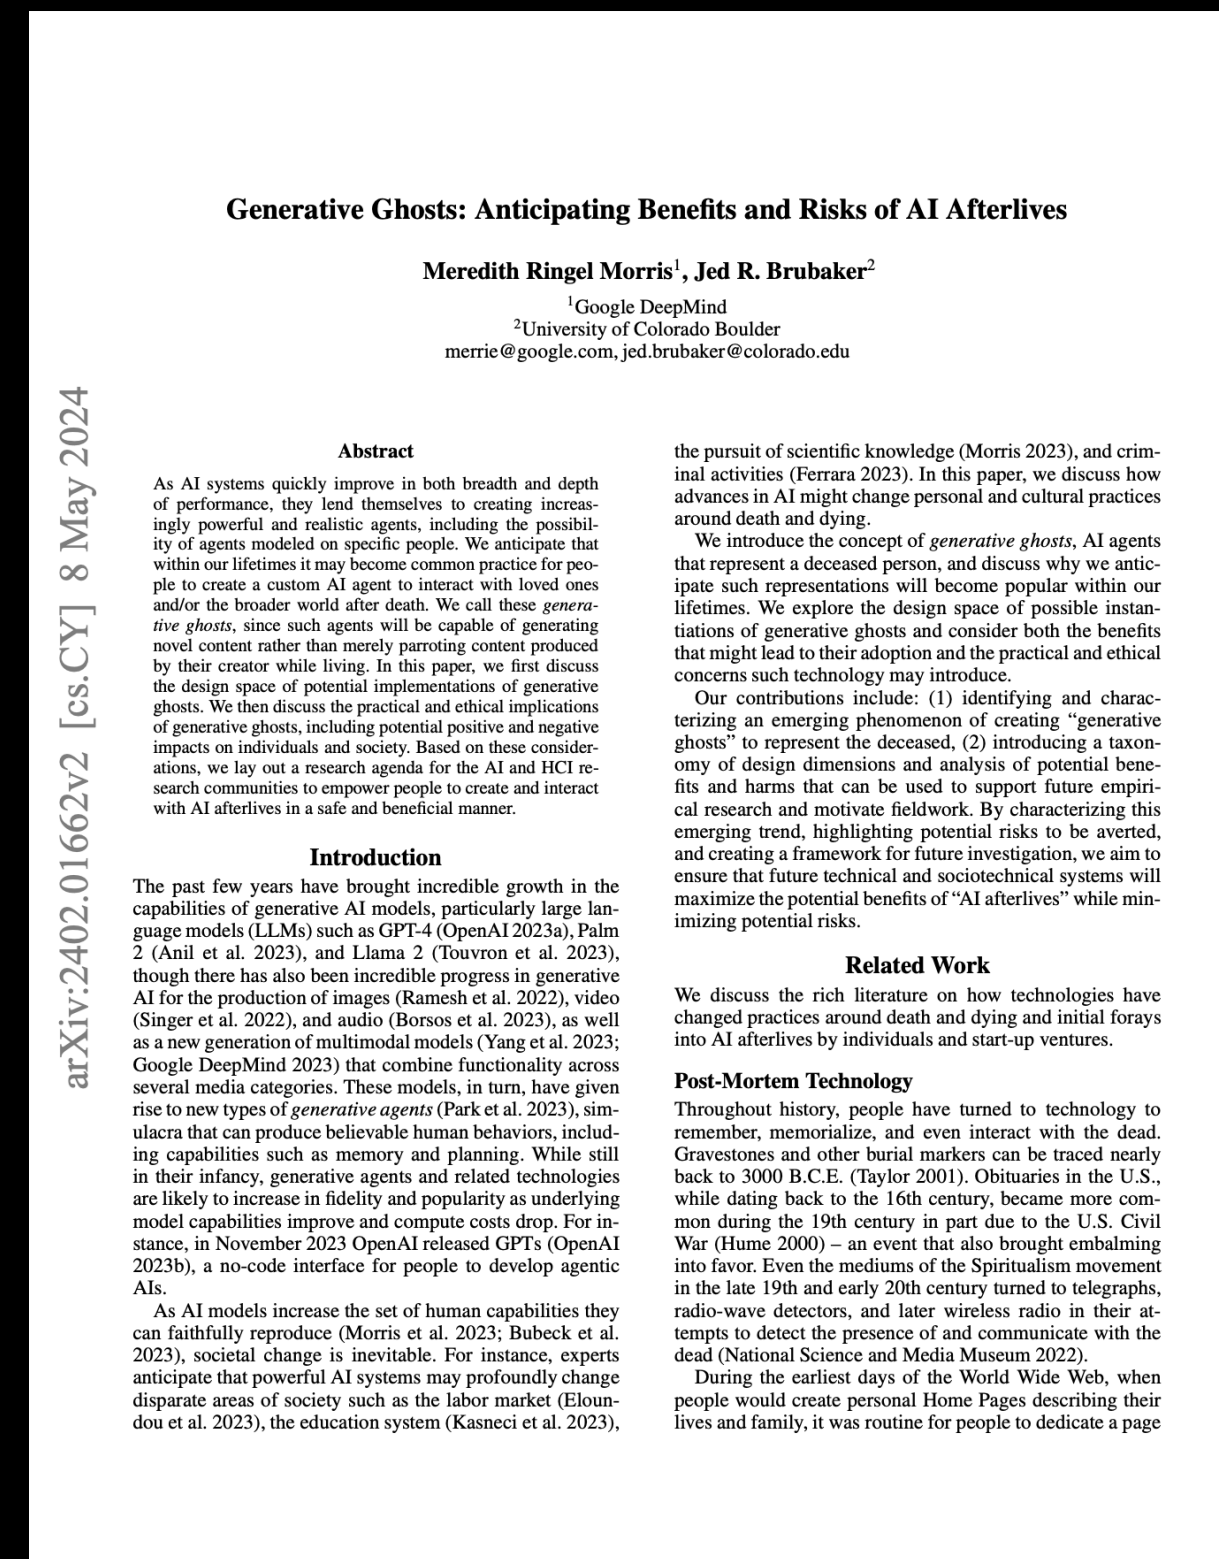 Generative Ghosts: Anticipating Benefits and Risks of AI Afterlives
Meredith Ringel Morris1, Jed R. Brubaker2
1Google DeepMind
2University of Colorado Boulder
merrie@google.com, jed.brubaker@colorado.edu
arXiv:2402.01662v2 [cs.CY] 8 May 2024
Abstract
As AI systems quickly improve in both breadth and depth
of performance, they lend themselves to creating increas-
ingly powerful and realistic agents, including the possibil-
ity of agents modeled on specific people. We anticipate that
within our lifetimes it may become common practice for peo-
ple to create a custom AI agent to interact with loved ones
and/or the broader world after death. We call these genera-
tive ghosts, since such agents will be capable of generating
novel content rather than merely parroting content produced
by their creator while living. In this paper, we first discuss
the design space of potential implementations of generative
ghosts. We then discuss the practical and ethical implications
of generative ghosts, including potential positive and negative
impacts on individuals and society. Based on these consider-
ations, we lay out a research agenda for the AI and HCI re-
search communities to empower people to create and interact
with AI afterlives in a safe and beneficial manner.
Introduction
The past few years have brought incredible growth in the
capabilities of generative AI models, particularly large lan-
guage models (LLMs) such as GPT-4 (OpenAI 2023a), Palm
2 (Anil et al. 2023), and Llama 2 (Touvron et al. 2023),
though there has also been incredible progress in generative
AI for the production of images (Ramesh et al. 2022), video
(Singer et al. 2022), and audio (Borsos et al. 2023), as well
as a new generation of multimodal models (Yang et al. 2023;
Google DeepMind 2023) that combine functionality across
several media categories. These models, in turn, have given
rise to new types of generative agents (Park et al. 2023), sim-
ulacra that can produce believable human behaviors, includ-
ing capabilities such as memory and planning. While still
in their infancy, generative agents and related technologies
are likely to increase in fidelity and popularity as underlying
model capabilities improve and compute costs drop. For in-
stance, in November 2023 OpenAI released GPTs (OpenAI
2023b), a no-code interface for people to develop agentic
AIs.
As AI models increase the set of human capabilities they
can faithfully reproduce (Morris et al. 2023; Bubeck et al.
2023), societal change is inevitable. For instance, experts
anticipate that powerful AI systems may profoundly change
disparate areas of society such as the labor market (Eloun-
dou et al. 2023), the education system (Kasneci et al. 2023),
the pursuit of scientific knowledge (Morris 2023), and crim-
inal activities (Ferrara 2023). In this paper, we discuss how
advances in AI might change personal and cultural practices
around death and dying.
We introduce the concept of generative ghosts, AI agents
that represent a deceased person, and discuss why we antic-
ipate such representations will become popular within our
lifetimes. We explore the design space of possible instan-
tiations of generative ghosts and consider both the benefits
that might lead to their adoption and the practical and ethical
concerns such technology may introduce.
Our contributions include: (1) identifying and charac-
terizing an emerging phenomenon of creating “generative
ghosts” to represent the deceased, (2) introducing a taxon-
omy of design dimensions and analysis of potential bene-
fits and harms that can be used to support future empiri-
cal research and motivate fieldwork. By characterizing this
emerging trend, highlighting potential risks to be averted,
and creating a framework for future investigation, we aim to
ensure that future technical and sociotechnical systems will
maximize the potential benefits of “AI afterlives” while min-
imizing potential risks.
Related Work
We discuss the rich literature on how technologies have
changed practices around death and dying and initial forays
into AI afterlives by individuals and start-up ventures.
Post-Mortem Technology
Throughout history, people have turned to technology to
remember, memorialize, and even interact with the dead.
Gravestones and other burial markers can be traced nearly
back to 3000 B.C.E. (Taylor 2001). Obituaries in the U.S.,
while dating back to the 16th century, became more com-
mon during the 19th century in part due to the U.S. Civil
War (Hume 2000) – an event that also brought embalming
into favor. Even the mediums of the Spiritualism movement
in the late 19th and early 20th century turned to telegraphs,
radio-wave detectors, and later wireless radio in their at-
tempts to detect the presence of and communicate with the
dead (National Science and Media Museum 2022).
During the earliest days of the World Wide Web, when
people would create personal Home Pages describing their
lives and family, it was routine for people to dedicate a page